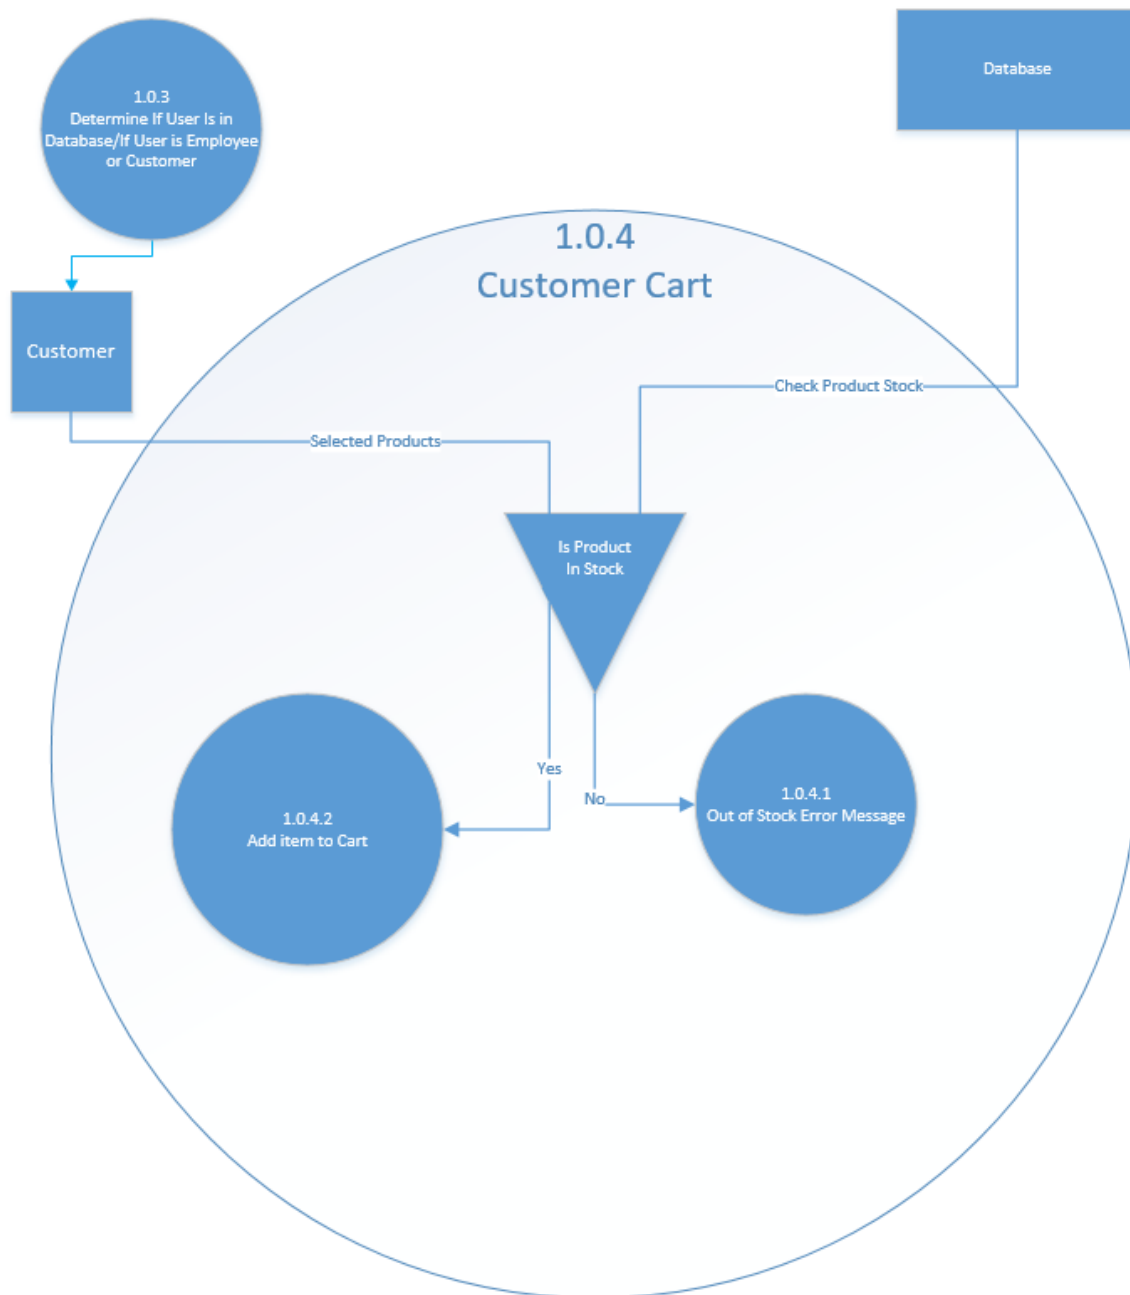 1.0.3
Determine If User Is in
Database/If User is Employee
or Customer
Database
1.0.4
Customer Cart
Customer
Check Product Stock
Selected Products
Is Product
In Stock
Yes
No
1.0.4.2
Add item to Cart
1.0.4.1
Out of Stock Error Message